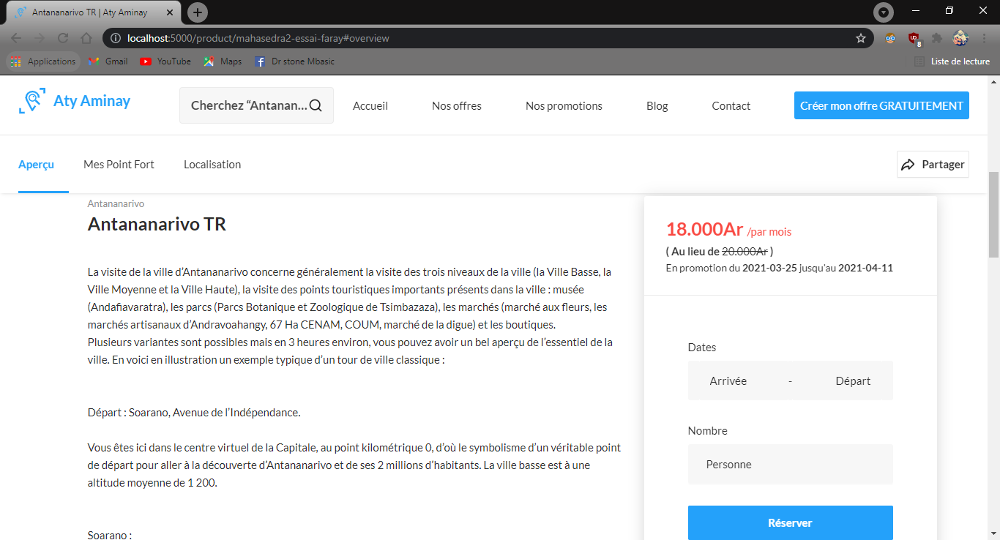 Antananarivo TR | Aty Aminay
localhost:5000/product/mahasedra2-essai-faray#overview
8
Applications
Gmail
YouTube
Maps
Dr stone Mbasic
Liste de lecture
Aty Aminay
Cherchez “Antanan...
Accueil
Nos offres
Nos promotions
Blog
Contact
Créer mon offre GRATUITEMENT
Aperçu
Mes Point Fort
Localisation
Partager
Antananarivo
Antananarivo TR
La visite de la ville d’Antananarivo concerne généralement la visite des trois niveaux de la ville (la Ville Basse, la
Ville Moyenne et la Ville Haute), la visite des points touristiques importants présents dans la ville : musée
(Andafiavaratra), les parcs (Parcs Botanique et Zoologique de Tsimbazaza), les marchés (marché aux fleurs, les
marchés artisanaux d’Andravoahangy, 67 Ha CENAM, COUM, marché de la digue) et les boutiques.
Plusieurs variantes sont possibles mais en 3 heures environ, vous pouvez avoir un bel aperçu de l’essentiel de la
ville. En voici en illustration un exemple typique d’un tour de ville classique :
Départ : Soarano, Avenue de l’Indépendance.
Vous êtes ici dans le centre virtuel de la Capitale, au point kilométrique 0, d’où le symbolisme d’un véritable point
de départ pour aller à la découverte d’Antananarivo et de ses 2 millions d’habitants. La ville basse est à une
altitude moyenne de 1 200.
Soarano :
18.000Ar /par mois
( Au lieu de 20.000Ar )
En promotion du 2021-03-25 jusqu'au 2021-04-11
Dates
Arrivée - Départ
Nombre
Personne
Réserver